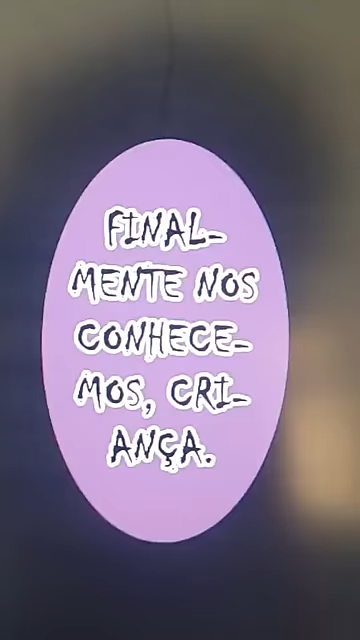 FINAL-
MENTE NOS
CONHECE-
MOS, CRI-
ANÇA.